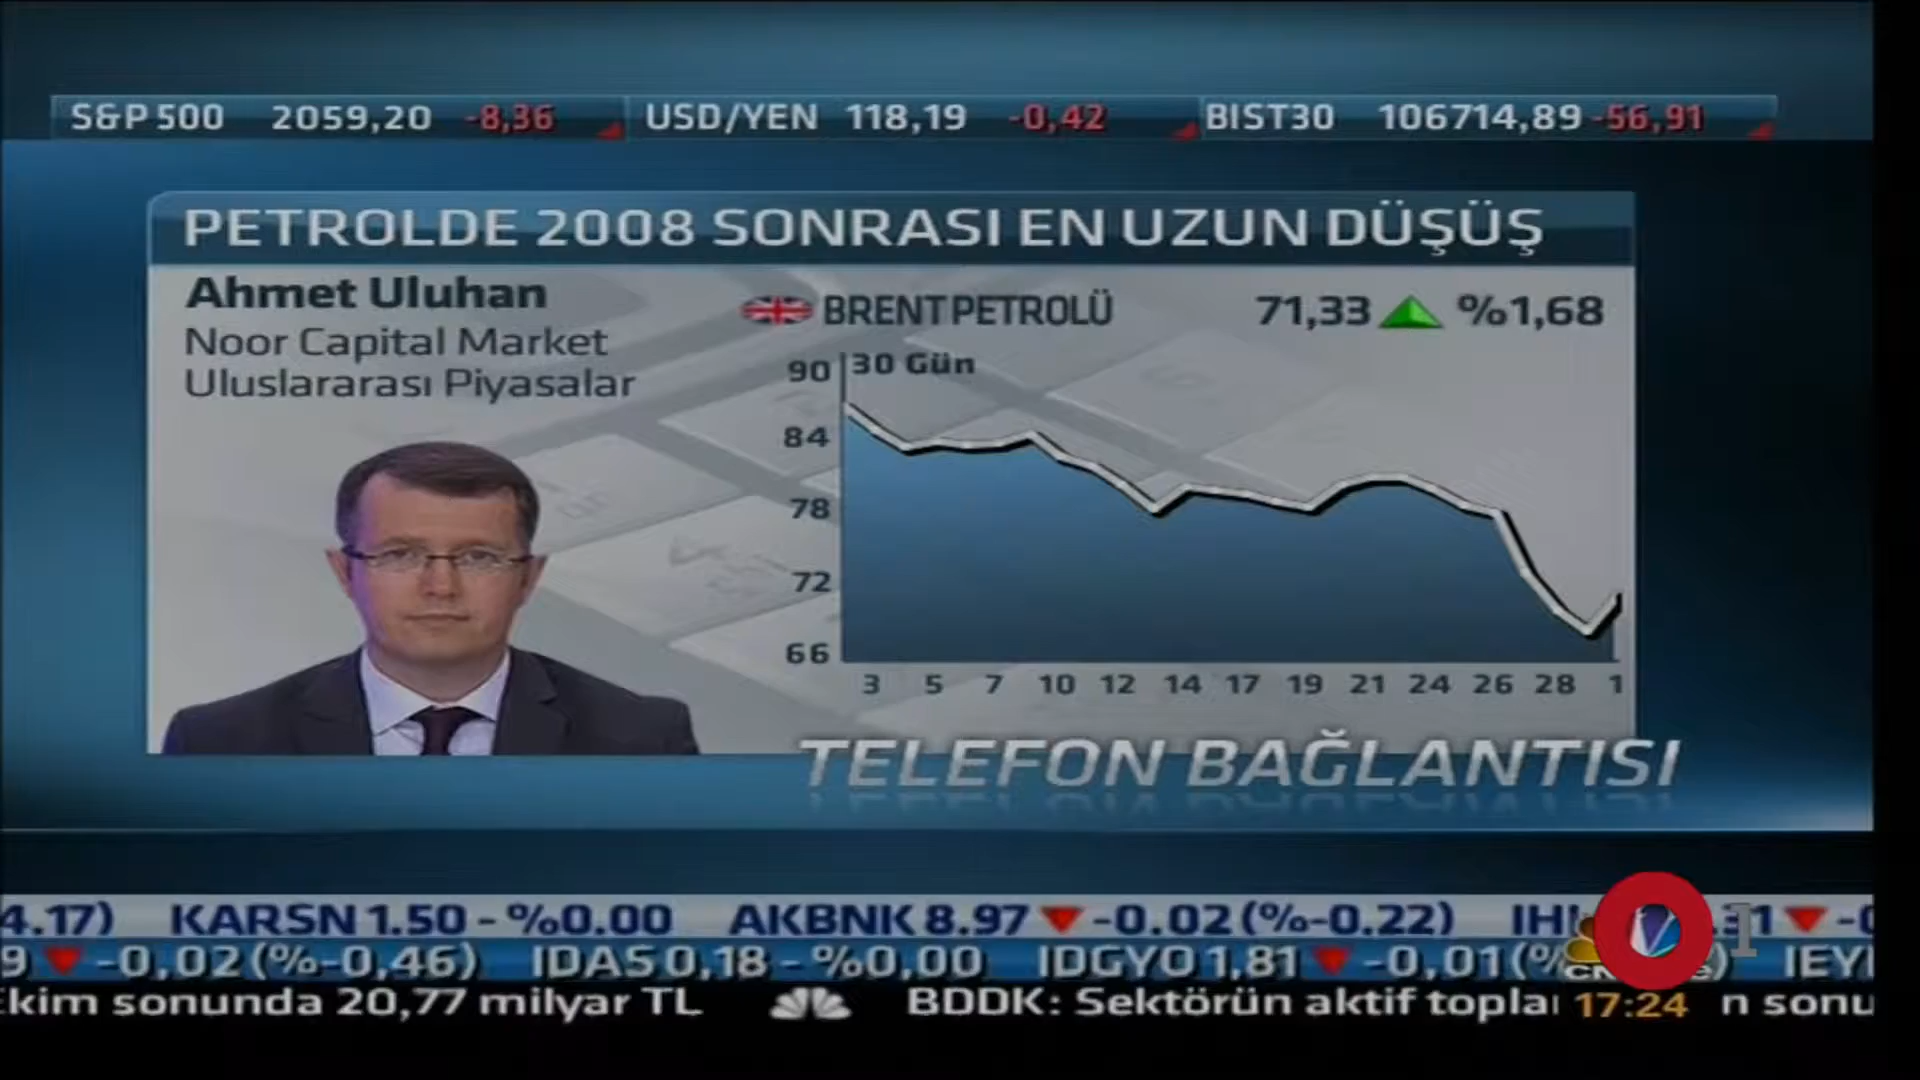 S&P 500 2059,20 -8,36 USD/YEN 118,19 -0,42 BIST30 106714,89 -56,91
PETROLDE 2008 SONRASI EN UZUN DÜŞÜŞ
Ahmet Uluhan
Noor Capital Market
Uluslararası Piyasalar
BRENT PETROLÜ 71,33 %1,68
30 Gün
90
84
78
72
66
3 5 7 10 12 14 17 19 21 24 26 28 1
TELEFON BAĞLANTISI
4.17) KARSN 1.50 - %0.00 AKBNK 8.97 -0.02 (%-0.22) .31
9 -0,02 (%-0,46) IDAS 0,18 - %0,00 IDGYO 1,81 -0,01 (%
kim sonunda 20,77 milyar TL BDDK: Sektörün aktif topla 17:24 n sonu